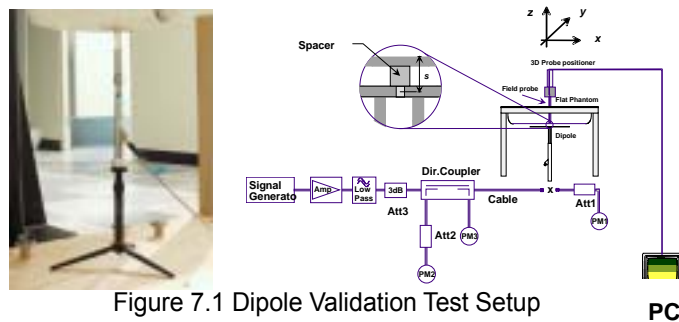 z
y
x
Spacer
s
3D Probe positioner
Field probe
Flat Phantom
Dipole
Signal
Generato
Amp
Low
Pass
3dB
Att3
Dir.Coupler
Cable
x
Att1
PM1
Att2
PM3
PM2
Figure 7.1 Dipole Validation Test Setup
PC